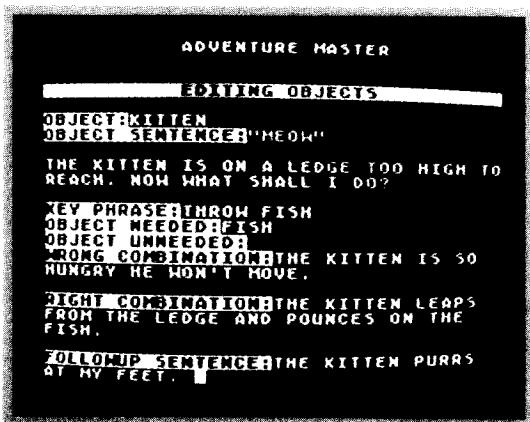 ADVENTURE MASTER
EDITING OBJECTS
OBJECT:KITTEN
OBJECT SENTENCE:"MEOW"
THE KITTEN IS ON A LEDGE TOO HIGH TO
REACH. NOW WHAT SHALL I DO?
KEY PHRASE:THROW FISH
OBJECT NEEDED:FISH
OBJECT UNNEEDED:
WRONG COMBINATION:THE KITTEN IS SO
HUNGRY HE WON'T MOVE.
RIGHT COMBINATION:THE KITTEN LEAPS
FROM THE LEDGE AND POUNCES ON THE
FISH.
FOLLOWUP SENTENCE:THE KITTEN PURRS
AT MY FEET.